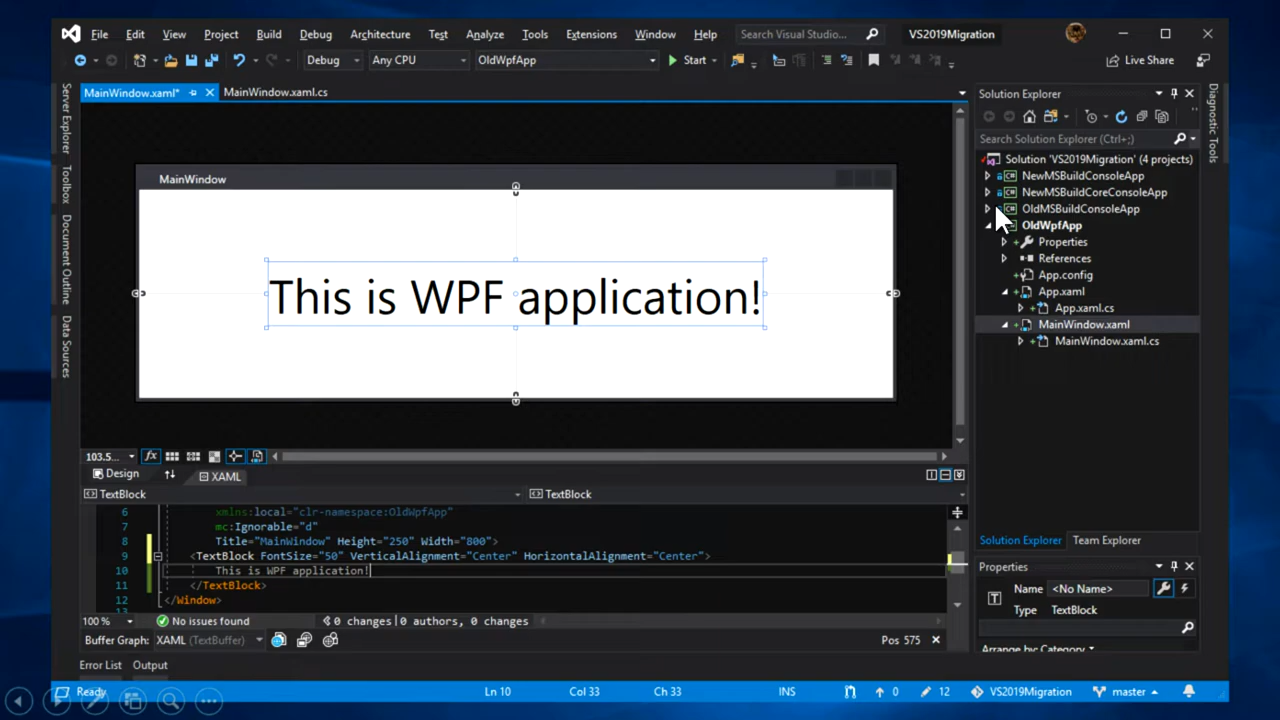 File Edit View Project Build Debug Architecture Test Analyze Tools Extensions Window Help Search Visual Studio... VS2019Migration
Debug Any CPU OldWpfApp Start Live Share
MainWindow.xaml* MainWindow.xaml.cs
Server Explorer
Toolbox
Document Outline
Data Sources
MainWindow
This is WPF application!
103.5...
Design XAML
TextBlock TextBlock
6 xmlns:local="clr-namespace:OldWpfApp"
7 mc:Ignorable="d"
8 Title="MainWindow" Height="250" Width="800">
9 <TextBlock FontSize="50" VerticalAlignment="Center" HorizontalAlignment="Center">
10 This is WPF application!
11 </TextBlock>
12 </Window>
13
100 % No issues found 0 changes|0 authors, 0 changes
Buffer Graph: XAML (TextBuffer) Pos 575
Error List Output
Solution Explorer
Search Solution Explorer (Ctrl+;)
Solution 'VS2019Migration' (4 projects)
NewMSBuildConsoleApp
NewMSBuildCoreConsoleApp
OldMSBuildConsoleApp
OldWpfApp
Properties
References
App.config
App.xaml
App.xaml.cs
MainWindow.xaml
MainWindow.xaml.cs
Solution Explorer Team Explorer
Properties
Name <No Name>
Type TextBlock
Arrange by: Category
Diagnostic Tools
Ready Ln 10 Col 33 Ch 33 INS 0 12 VS2019Migration master